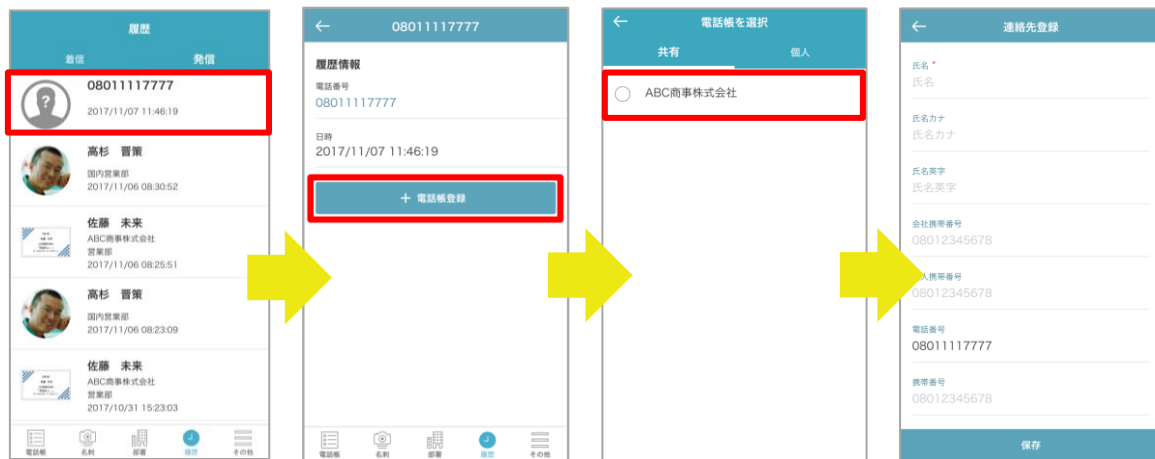 履歴
着信
発信
08011117777
2017/11/07 11:46:19
高杉 晋策
国内営業部
2017/11/06 08:30:52
佐藤 未来
ABC商事株式会社
営業部
2017/11/06 08:25:51
高杉 晋策
国内営業部
2017/11/06 08:23:09
佐藤 未来
ABC商事株式会社
営業部
2017/10/31 15:23:03
電話帳
名刺
部署
履歴
その他
08011117777
履歴情報
電話番号
08011117777
日時
2017/11/07 11:46:19
+ 電話帳登録
電話帳
名刺
部署
履歴
その他
電話帳を選択
共有
個人
ABC商事株式会社
連絡先登録
氏名 *
氏名
氏名カナ
氏名カナ
氏名英字
氏名英字
会社携帯番号
08012345678
人携帯番号
08012345678
電話番号
08011117777
携帯番号
08012345678
保存